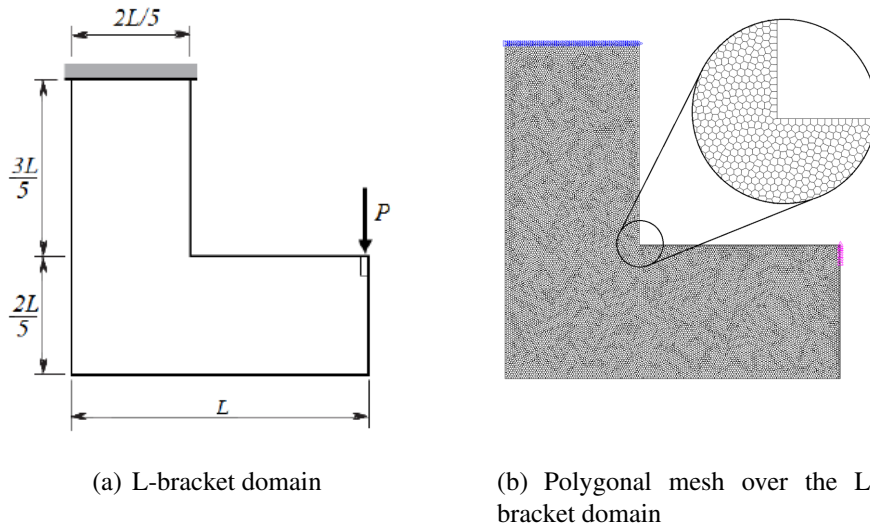 2L/5
3L
5
P
2L
5
L
(a) L-bracket domain
(b) Polygonal mesh over the L-
bracket domain